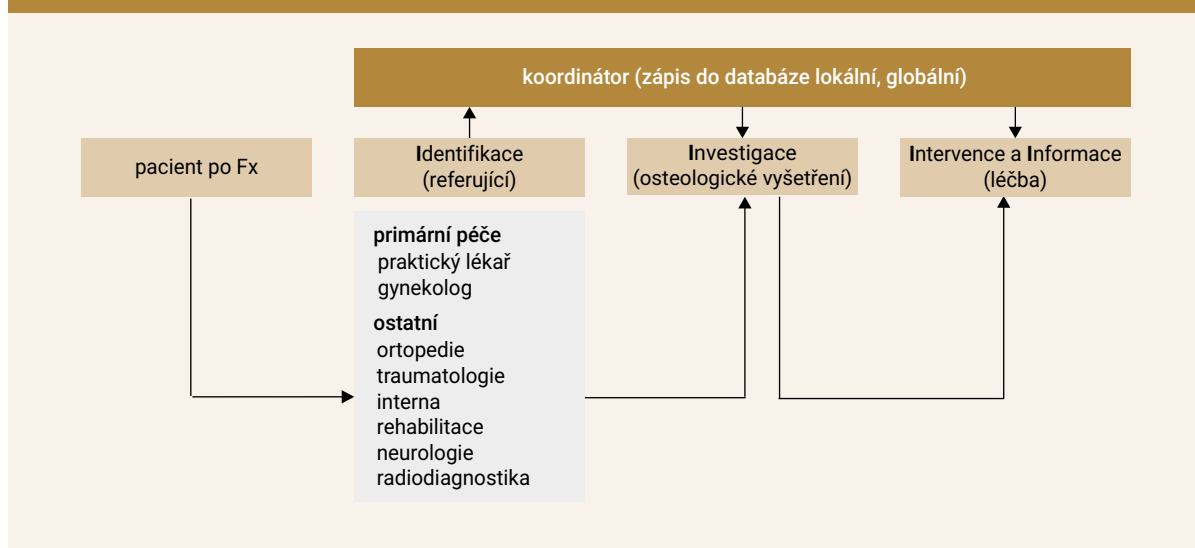 koordinátor (zápis do databáze lokální, globální)
pacient po Fx
Identifikace
(referující)
Investigace
(osteologické vyšetření)
Intervence a Informace
(léčba)
primární péče
praktický lékař
gynekolog
ostatní
ortopedie
traumatologie
interna
rehabilitace
neurologie
radiodiagnostika